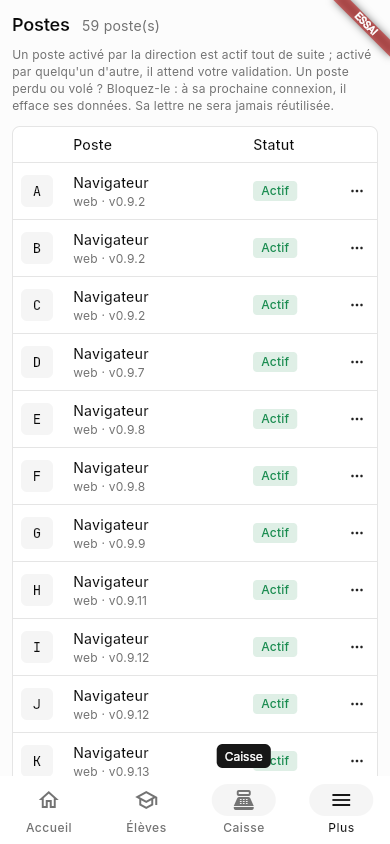 Postes 59 poste(s)
ESSAI
Un poste activé par la direction est actif tout de suite ; activé
par quelqu'un d'autre, il attend votre validation. Un poste
perdu ou volé ? Bloquez-le : à sa prochaine connexion, il
efface ses données. Sa lettre ne sera jamais réutilisée.
Poste Statut
A Navigateur Actif
web · v0.9.2
B Navigateur Actif
web · v0.9.2
C Navigateur Actif
web · v0.9.2
D Navigateur Actif
web · v0.9.7
E Navigateur Actif
web · v0.9.8
F Navigateur Actif
web · v0.9.8
G Navigateur Actif
web · v0.9.9
H Navigateur Actif
web · v0.9.11
I Navigateur Actif
web · v0.9.12
J Navigateur Actif
web · v0.9.12
K Navigateur Actif
web · v0.9.13
Caisse
Accueil Élèves Caisse Plus